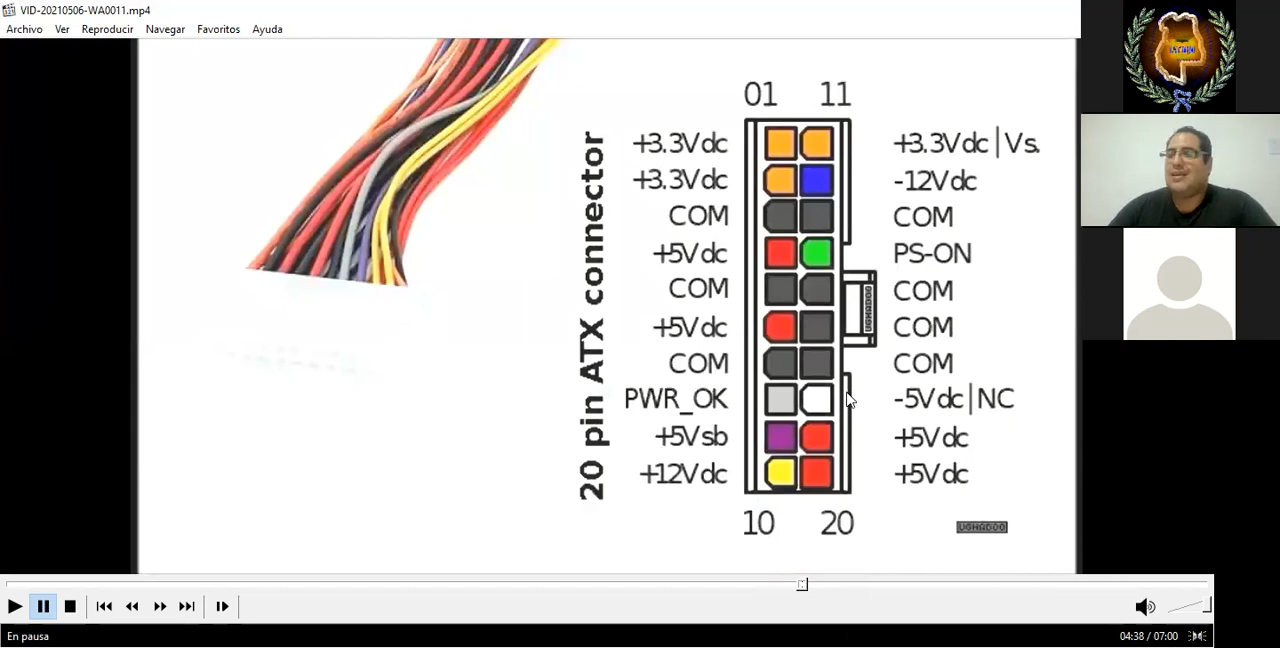 VID-20210506-WA0011.mp4
Archivo Ver Reproducir Navegar Favoritos Ayuda
20 pin ATX connector
01 11
+3.3Vdc +3.3Vdc|Vs.
+3.3Vdc -12Vdc
COM COM
+5Vdc PS-ON
COM COM
+5Vdc COM
COM COM
PWR_OK -5Vdc|NC
+5Vsb +5Vdc
+12Vdc +5Vdc
10 20
UGHADOO
UGHADOO
En pausa
04:38 / 07:00